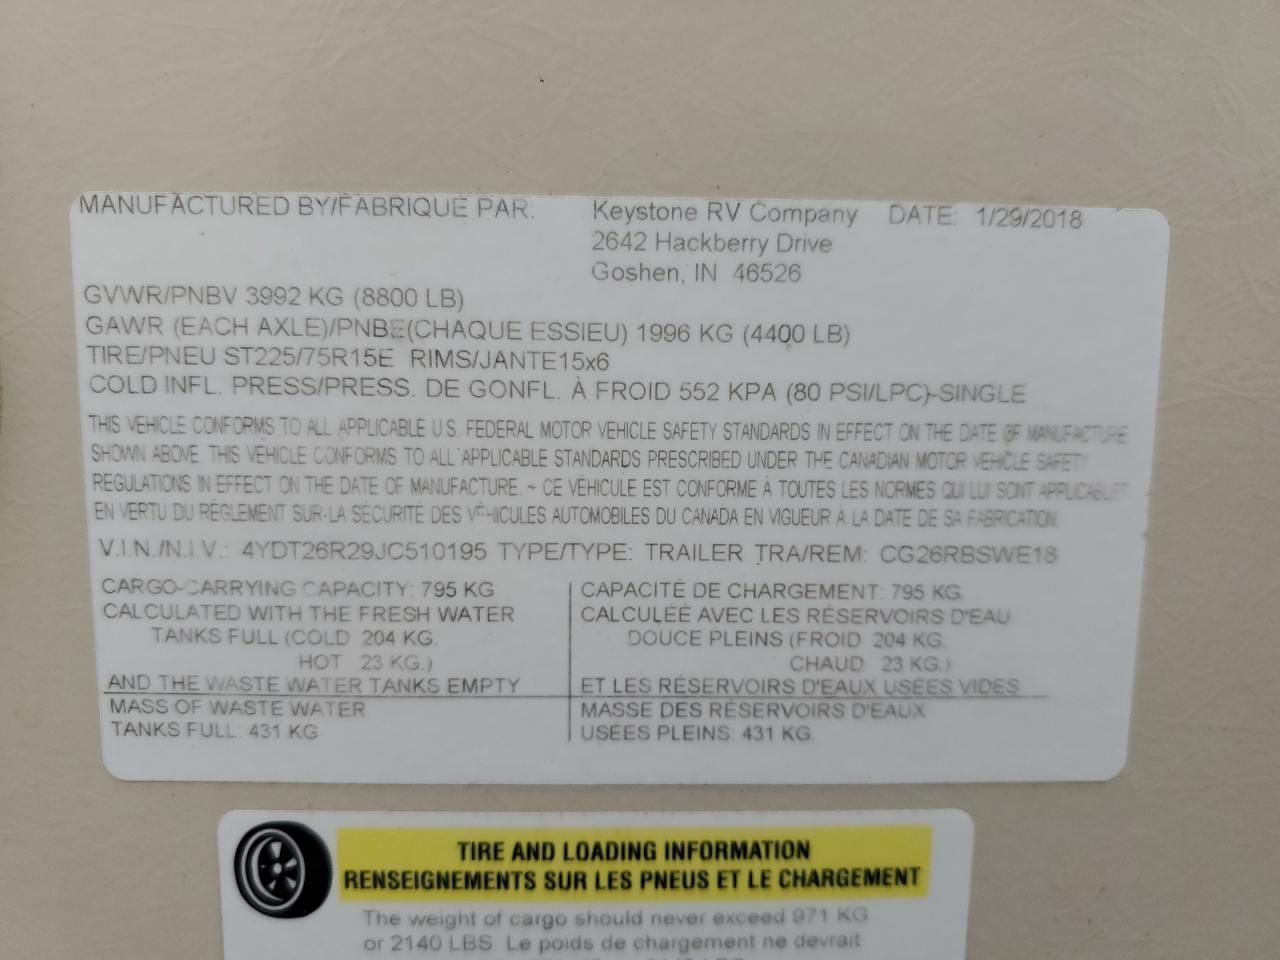 MANUFACTURED BY/FABRIQUE PAR: Keystone RV Company DATE: 1/29/2018
2642 Hackberry Drive
Goshen, IN 46526
GVWR/PNBV 3992 KG (8800 LB)
GAWR (EACH AXLE)/PNBE(CHAQUE ESSIEU) 1996 KG (4400 LB)
TIRE/PNEU ST225/75R15E RIMS/JANTE15x6
COLD INFL. PRESS/PRESS. DE GONFL. À FROID 552 KPA (80 PSI/LPC)-SINGLE
THIS VEHICLE CONFORMS TO ALL APPLICABLE U.S. FEDERAL MOTOR VEHICLE SAFETY STANDARDS IN EFFECT ON THE DATE OF MANUFACTURE
SHOWN ABOVE. THIS VEHICLE CONFORMS TO ALL APPLICABLE STANDARDS PRESCRIBED UNDER THE CANADIAN MOTOR VEHICLE SAFETY
REGULATIONS IN EFFECT ON THE DATE OF MANUFACTURE. ~ CE VÉHICULE EST CONFORME À TOUTES LES NORMES QUI LUI SONT APPLICABLES
EN VERTU DU RÈGLEMENT SUR LA SÉCURITÉ DES VÉHICULES AUTOMOBILES DU CANADA EN VIGUEUR À LA DATE DE SA FABRICATION.
V.I.N./N.I.V.: 4YDT26R29JC510195 TYPE/TYPE: TRAILER TRA/REM: CG26RBSWE18
CARGO-CARRYING CAPACITY: 795 KG
CALCULATED WITH THE FRESH WATER
TANKS FULL (COLD 204 KG.
HOT 23 KG.)
AND THE WASTE WATER TANKS EMPTY
MASS OF WASTE WATER
TANKS FULL: 431 KG
CAPACITÉ DE CHARGEMENT: 795 KG.
CALCULÉÉ AVEC LES RÉSERVOIRS D'EAU
DOUCE PLEINS (FROID 204 KG.
CHAUD 23 KG.)
ET LES RÉSERVOIRS D'EAUX USÉES VIDES
MASSE DES RÉSERVOIRS D'EAUX
USÉES PLEINS: 431 KG.
TIRE AND LOADING INFORMATION
RENSEIGNEMENTS SUR LES PNEUS ET LE CHARGEMENT
The weight of cargo should never exceed 971 KG
or 2140 LBS. Le poids de chargement ne devrait